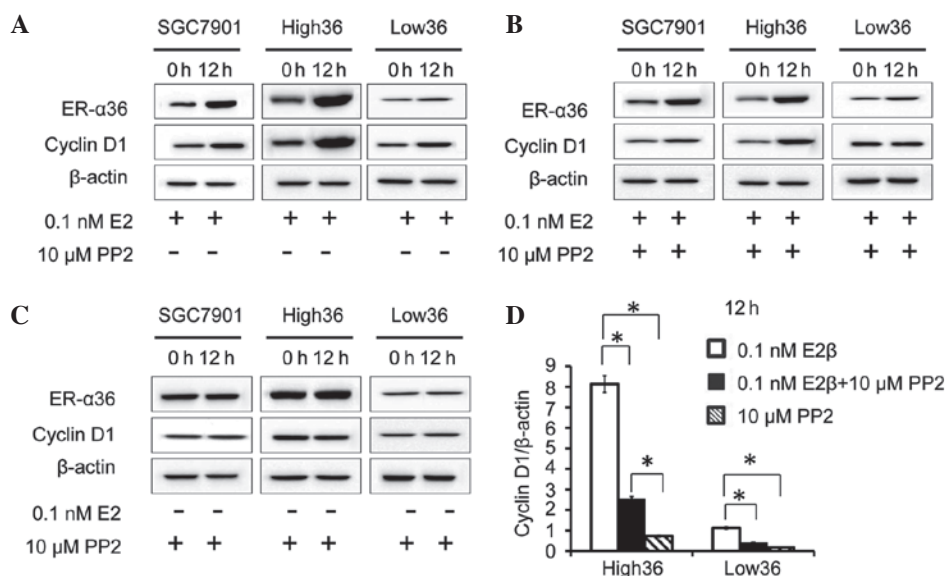 A
SGC7901 High36 Low36
0 h 12 h 0 h 12 h 0 h 12 h
ER-α36
Cyclin D1
β-actin
0.1 nM E2 + + + + + +
10 µM PP2 - - - - - -
B
SGC7901 High36 Low36
0 h 12 h 0 h 12 h 0 h 12 h
ER-α36
Cyclin D1
β-actin
0.1 nM E2 + + + + + +
10 µM PP2 + + + + + +
C
SGC7901 High36 Low36
0 h 12 h 0 h 12 h 0 h 12 h
ER-α36
Cyclin D1
β-actin
0.1 nM E2 - - - - - -
10 µM PP2 + + + + + +
D
12 h
0.1 nM E2β
0.1 nM E2β+10 µM PP2
10 µM PP2
Cyclin D1/β-actin
9
8
7
6
5
4
3
2
1
0
* * * * *
High36 Low36